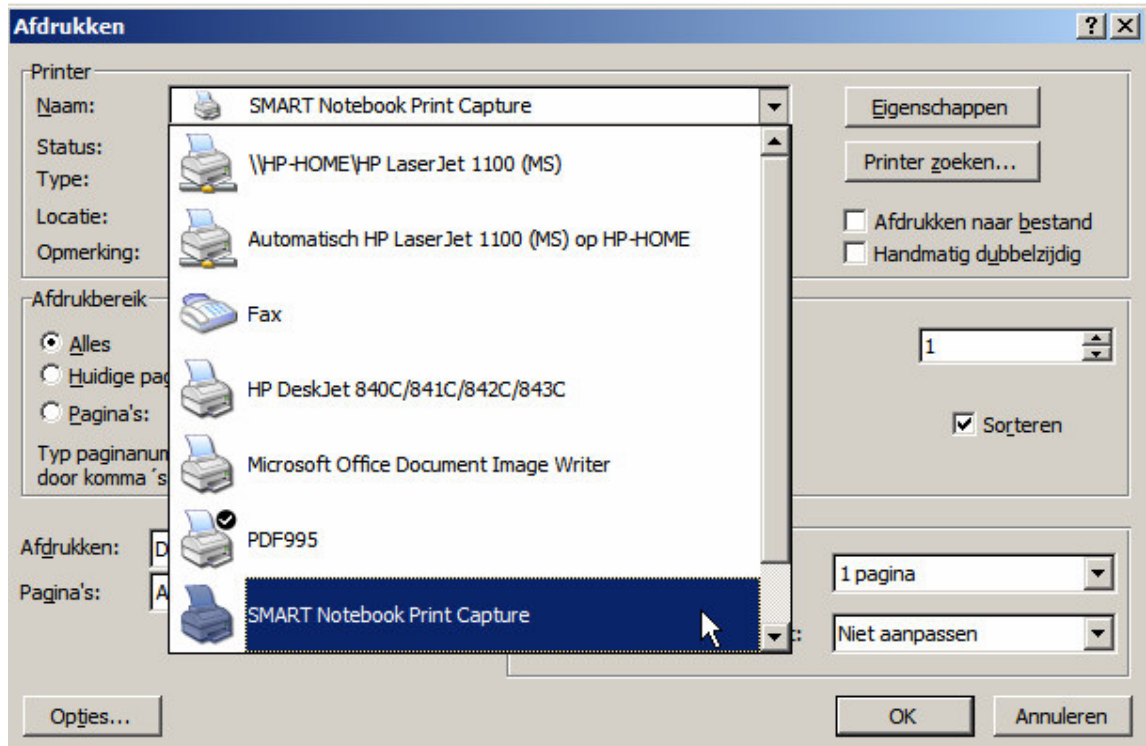 Afdrukken
Printer
Naam:
SMART Notebook Print Capture
Eigenschappen
Status:
\\HP-HOME\HP LaserJet 1100 (MS)
Printer zoeken...
Type:
Locatie:
Automatisch HP LaserJet 1100 (MS) op HP-HOME
Afdrukken naar bestand
Opmerking:
Handmatig dubbelzijdig
Afdrukbereik
Fax
Alles
1
Huidige pag
HP DeskJet 840C/841C/842C/843C
Pagina's:
Sorteren
Typ paginanum
door komma ´s
Microsoft Office Document Image Writer
Afdrukken:
D
PDF995
Pagina's:
A
1 pagina
SMART Notebook Print Capture
t:
Niet aanpassen
Opties...
OK
Annuleren